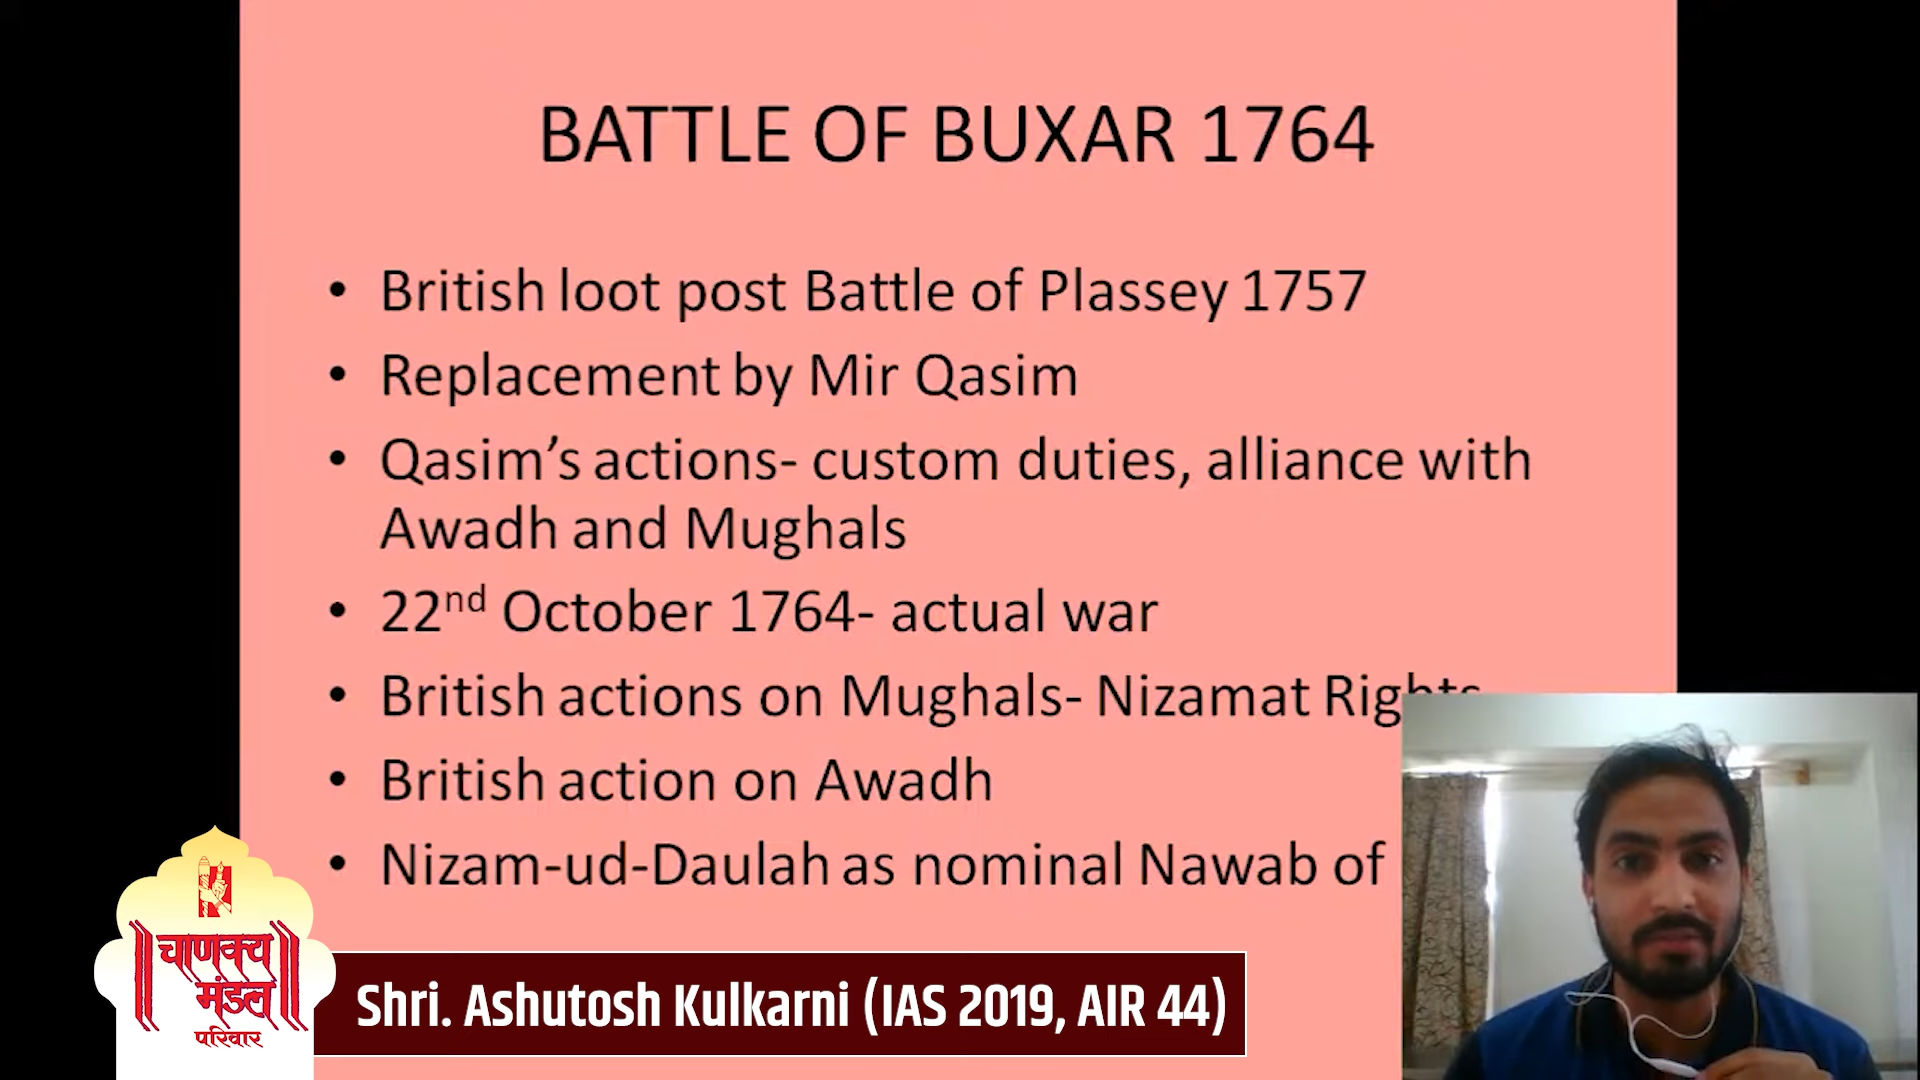 BATTLE OF BUXAR 1764
• British loot post Battle of Plassey 1757
• Replacement by Mir Qasim
• Qasim's actions- custom duties, alliance with
Awadh and Mughals
• 22nd October 1764- actual war
• British actions on Mughals- Nizamat Rights
• British action on Awadh
• Nizam-ud-Daulah as nominal Nawab of
चाणक्य
मंडल
परिवार
Shri. Ashutosh Kulkarni (IAS 2019, AIR 44)